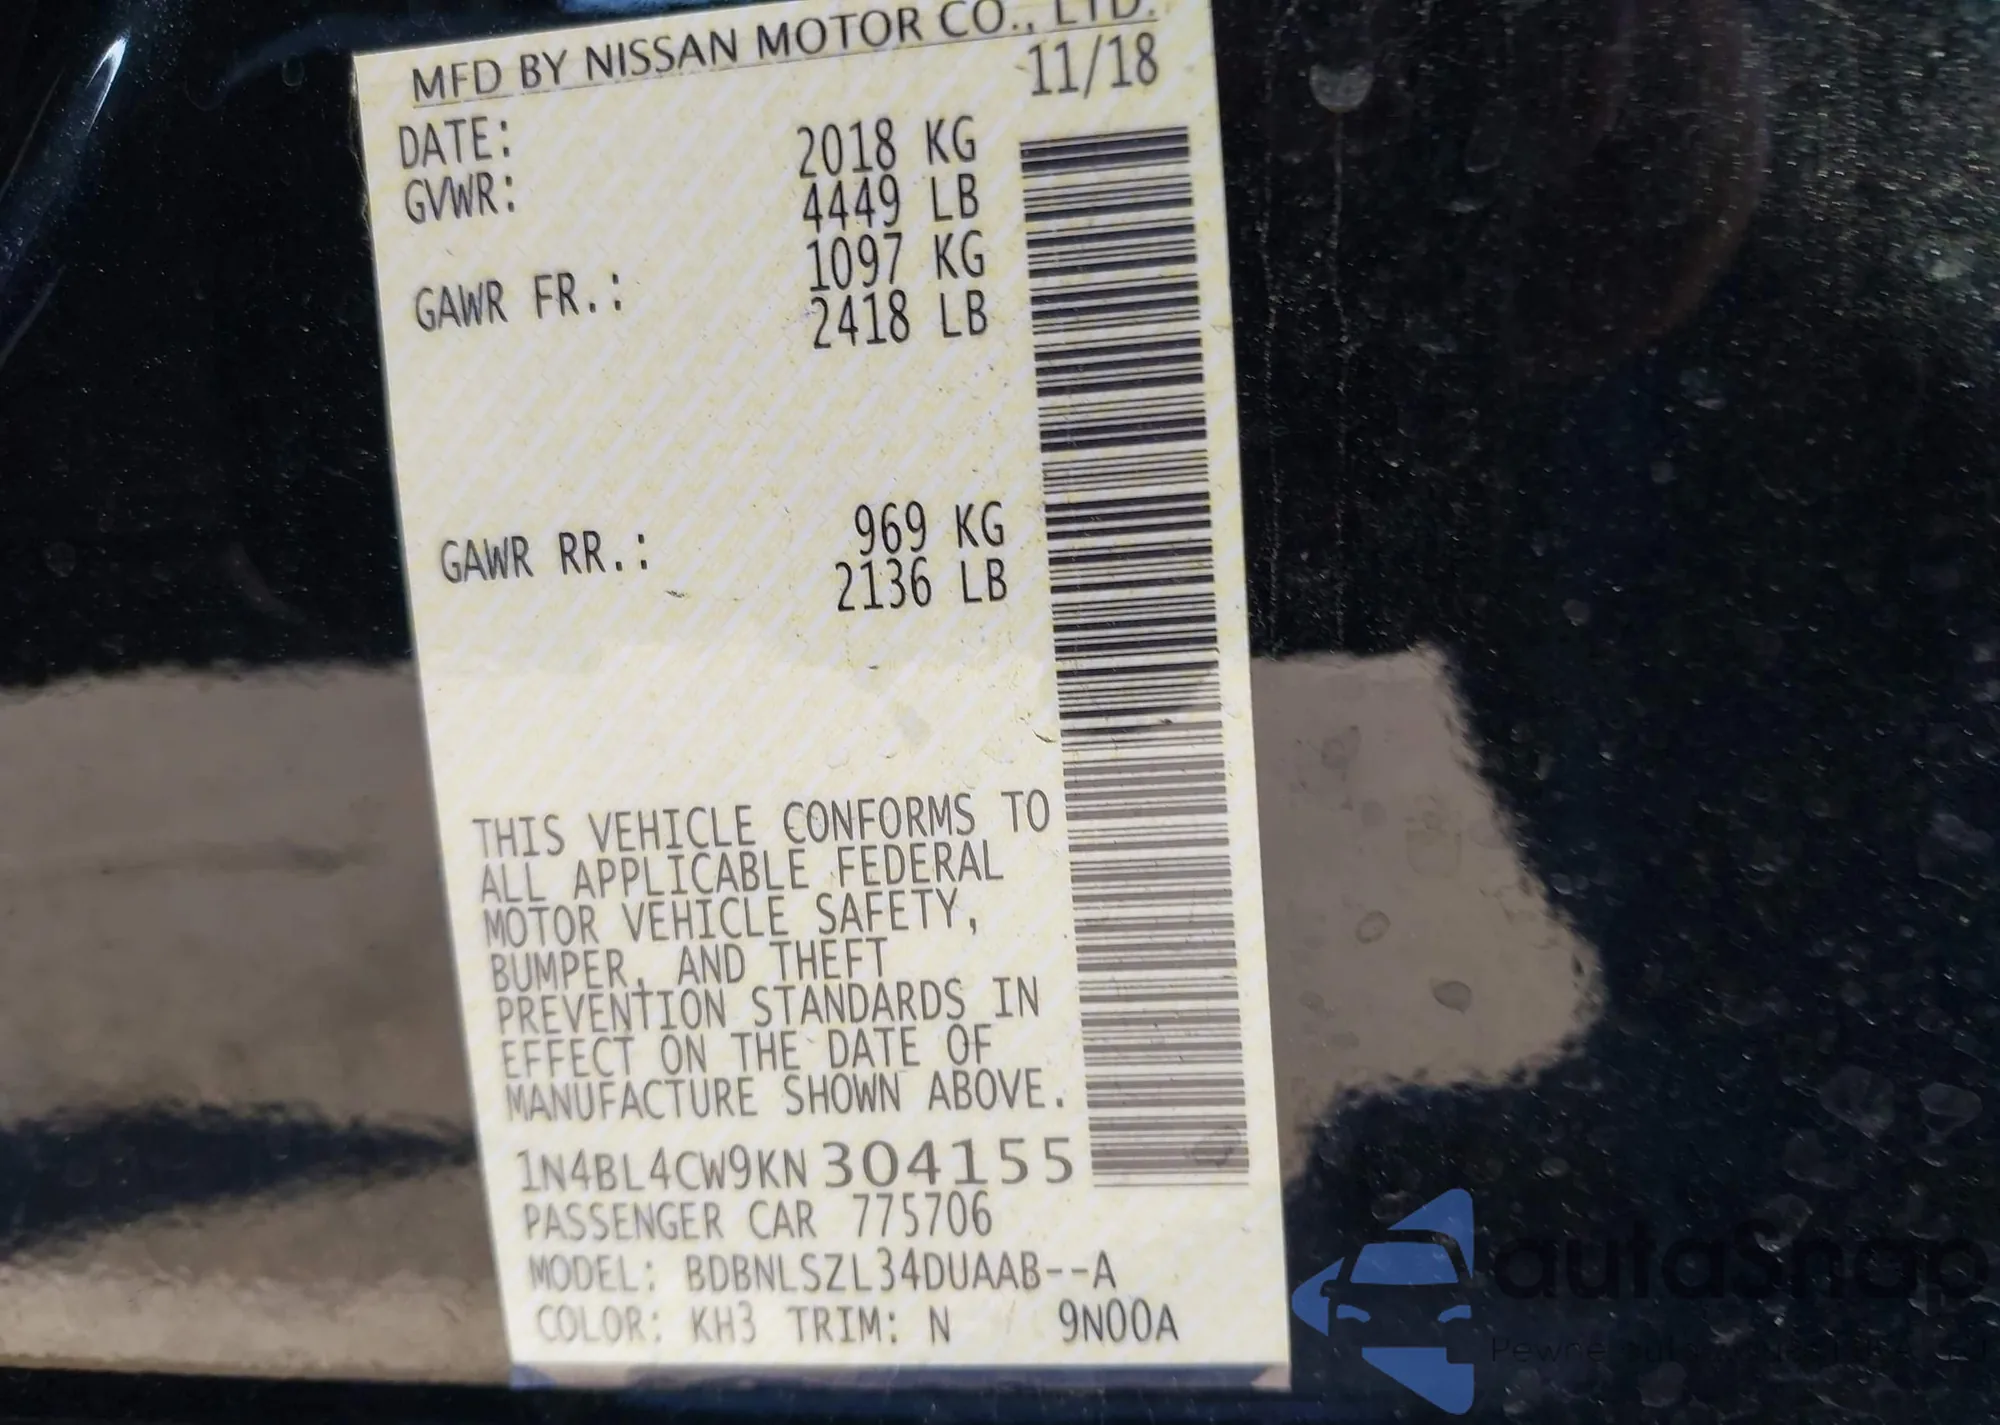 MFD BY NISSAN MOTOR CO., LTD.
11/18
DATE:
GVWR: 2018 KG
4449 LB
GAWR FR.: 1097 KG
2418 LB
GAWR RR.: 969 KG
2136 LB
THIS VEHICLE CONFORMS TO
ALL APPLICABLE FEDERAL
MOTOR VEHICLE SAFETY,
BUMPER, AND THEFT
PREVENTION STANDARDS IN
EFFECT ON THE DATE OF
MANUFACTURE SHOWN ABOVE.
1N4BL4CW9KN304155
PASSENGER CAR 775706
MODEL: BDBNLSZL34DUAAB--A
COLOR: KH3 TRIM: N 9N00A
autaSnap
Pewne auta